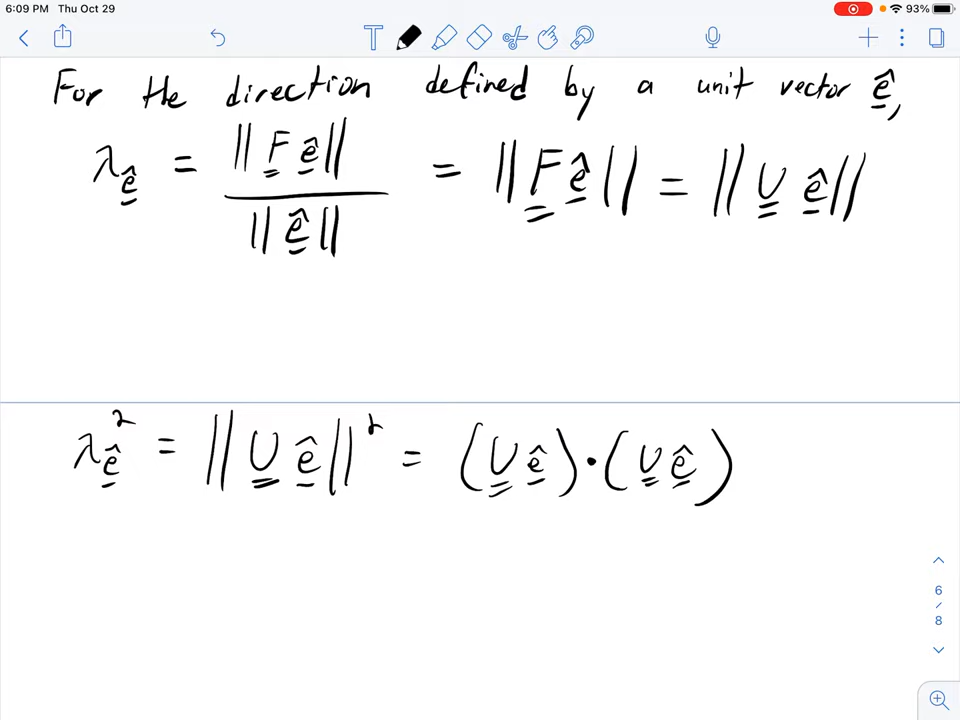 6:09 PM Thu Oct 29 93%
For the direction defined by a unit vector ê,
λ_ê = ||F ê|| / ||ê|| = ||F ê|| = ||U ê||
λ_ê² = ||U ê||² = (U ê)·(U ê)
6
/
8